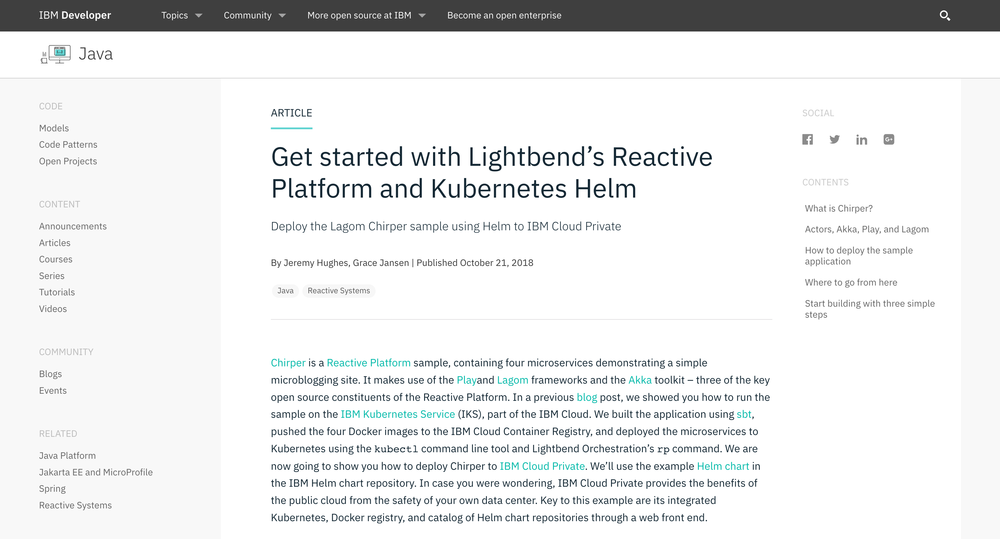 IBM Developer
Topics
Community
More open source at IBM
Become an open enterprise
{...}
Java
CODE
Models
Code Patterns
Open Projects
CONTENT
Announcements
Articles
Courses
Series
Tutorials
Videos
COMMUNITY
Blogs
Events
RELATED
Java Platform
Jakarta EE and MicroProfile
Spring
Reactive Systems
ARTICLE
Get started with Lightbend’s Reactive
Platform and Kubernetes Helm
Deploy the Lagom Chirper sample using Helm to IBM Cloud Private
By Jeremy Hughes, Grace Jansen | Published October 21, 2018
Java
Reactive Systems
Chirper is a Reactive Platform sample, containing four microservices demonstrating a simple
microblogging site. It makes use of the Playand Lagom frameworks and the Akka toolkit – three of the key
open source constituents of the Reactive Platform. In a previous blog post, we showed you how to run the
sample on the IBM Kubernetes Service (IKS), part of the IBM Cloud. We built the application using sbt,
pushed the four Docker images to the IBM Cloud Container Registry, and deployed the microservices to
Kubernetes using the kubectl command line tool and Lightbend Orchestration’s rp command. We are
now going to show you how to deploy Chirper to IBM Cloud Private. We’ll use the example Helm chart in
the IBM Helm chart repository. In case you were wondering, IBM Cloud Private provides the benefits of
the public cloud from the safety of your own data center. Key to this example are its integrated
Kubernetes, Docker registry, and catalog of Helm chart repositories through a web front end.
SOCIAL
G+
CONTENTS
What is Chirper?
Actors, Akka, Play, and Lagom
How to deploy the sample
application
Where to go from here
Start building with three simple
steps